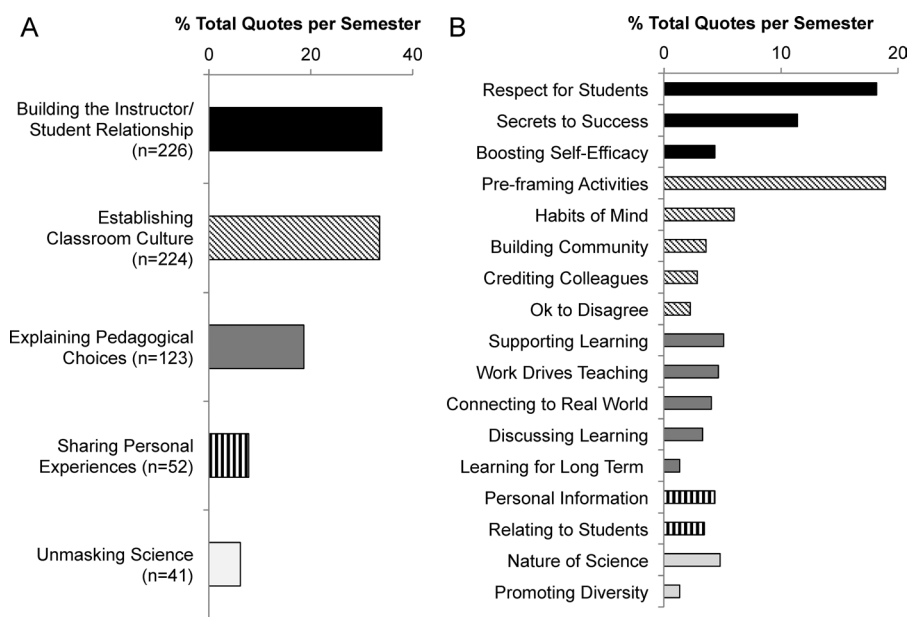 A
% Total Quotes per Semester
0 20 40
Building the Instructor/
Student Relationship
(n=226)
Establishing
Classroom Culture
(n=224)
Explaining Pedagogical
Choices (n=123)
Sharing Personal
Experiences (n=52)
Unmasking Science
(n=41)
B
% Total Quotes per Semester
0 10 20
Respect for Students
Secrets to Success
Boosting Self-Efficacy
Pre-framing Activities
Habits of Mind
Building Community
Crediting Colleagues
Ok to Disagree
Supporting Learning
Work Drives Teaching
Connecting to Real World
Discussing Learning
Learning for Long Term
Personal Information
Relating to Students
Nature of Science
Promoting Diversity